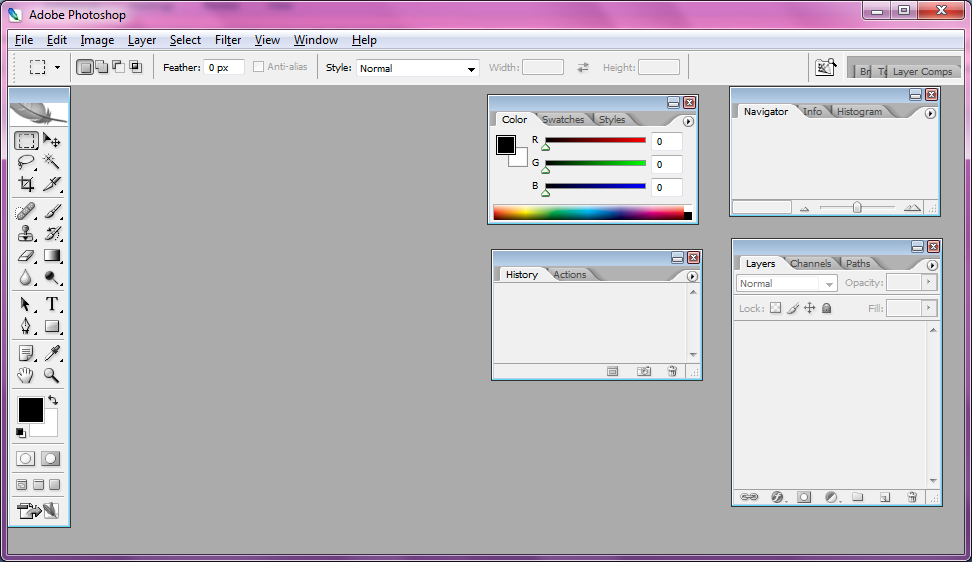 Adobe Photoshop
File Edit Image Layer Select Filter View Window Help
Feather: 0 px Anti-alias Style: Normal Width: Height: Br To Layer Comps
Color Swatches Styles
R 0
G 0
B 0
Navigator Info Histogram
History Actions
Layers Channels Paths
Normal Opacity:
Lock: Fill:
T